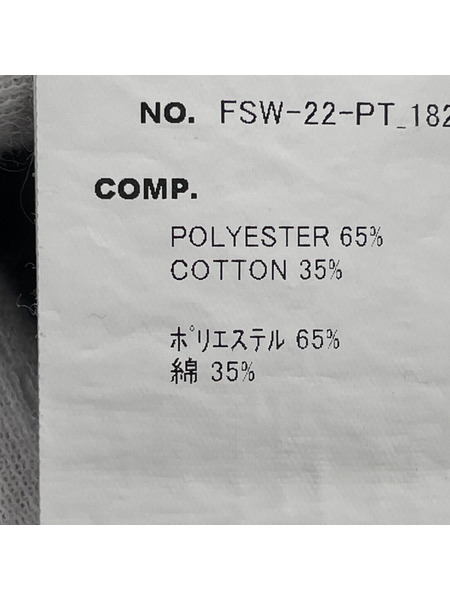 NO. FSW-22-PT_182
COMP.
POLYESTER 65%
COTTON 35%
ポリエステル 65%
綿 35%